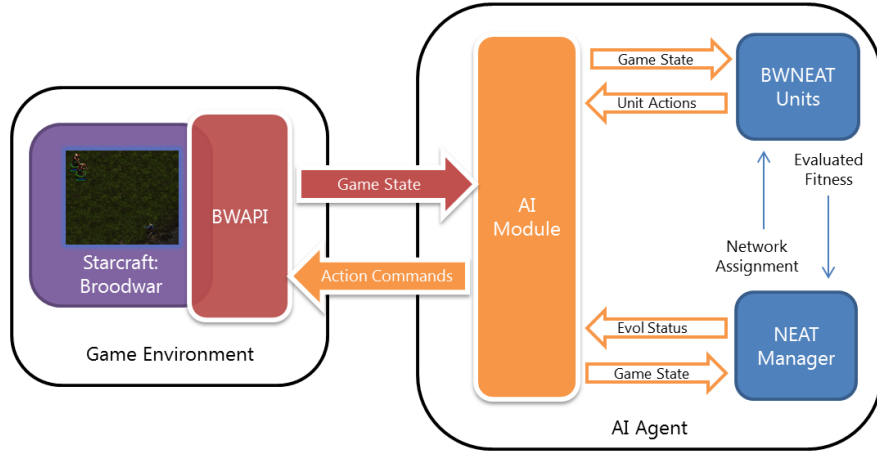 Starcraft:
Broodwar
BWAPI
Game Environment
Game State
Action Commands
AI
Module
Game State
Unit Actions
BWNEAT
Units
Evaluated
Fitness
Network
Assignment
Evol Status
Game State
NEAT
Manager
AI Agent